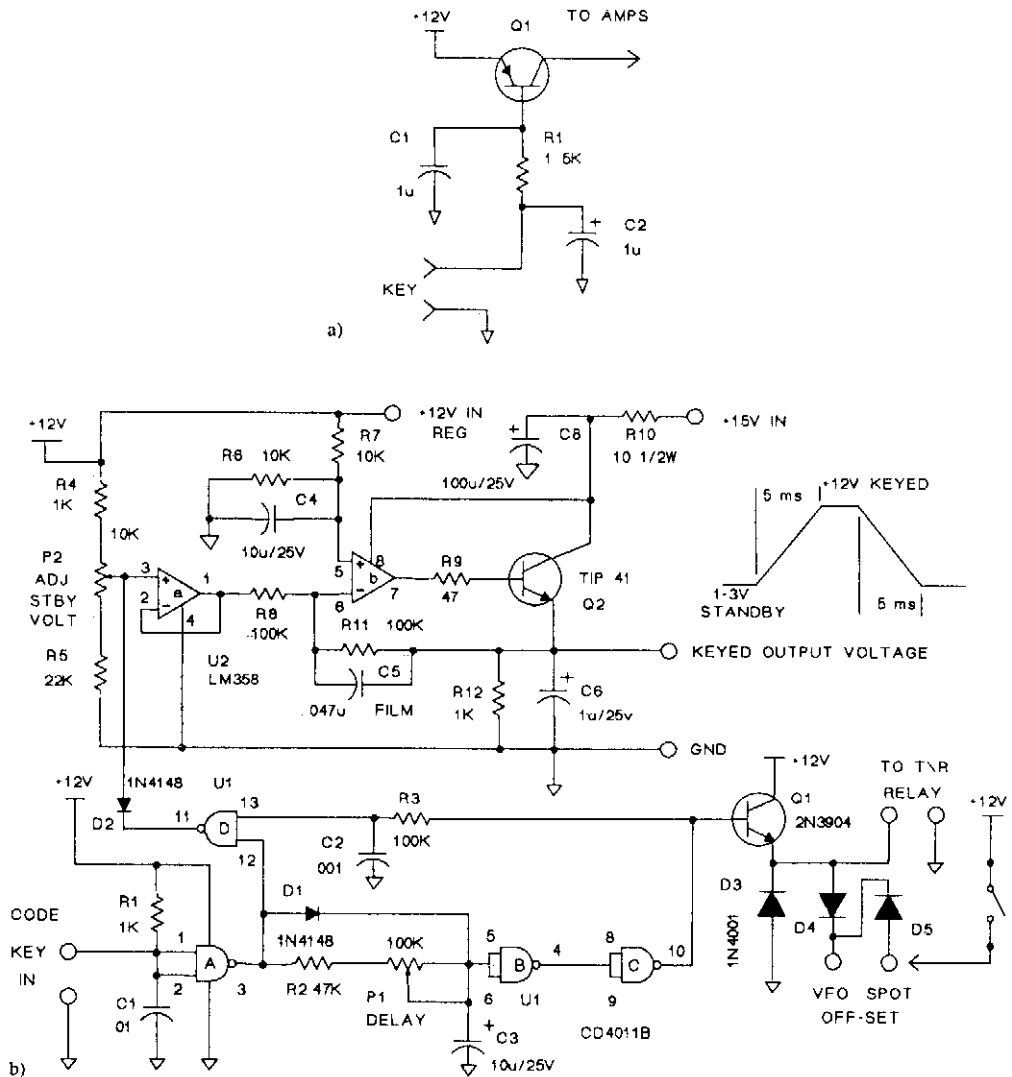 +12V
Q1
TO AMPS
C1
1u
R1
1 5K
C2
1u
+
KEY
a)
+12V
+12V IN
REG
+15V IN
R7
10K
C8
+
R10
10 1/2W
R6
10K
C4
10u/25V
100u/25V
R4
1K
10K
P2
ADJ
STBY
VOLT
R5
22K
3
+
2
-
a
1
4
U2
LM358
R8
100K
5
+
6
-
b
8
7
R9
47
TIP 41
Q2
R11
100K
C5
.047u
FILM
R12
1K
C6
+
1u/25v
5 ms
+12V KEYED
1-3V
STANDBY
5 ms
KEYED OUTPUT VOLTAGE
GND
+12V
1N4148
D2
U1
11
D
13
12
R3
100K
C2
001
Q1
2N3904
+12V
TO T\R
RELAY
+12V
D3
1N4001
D4
D5
VFO SPOT
OFF-SET
CODE
KEY
IN
R1
1K
C1
01
1
2
A
3
D1
1N4148
R2 47K
100K
P1
DELAY
5
6
B
4
U1
8
9
C
10
CD4011B
+
C3
10u/25V
b)